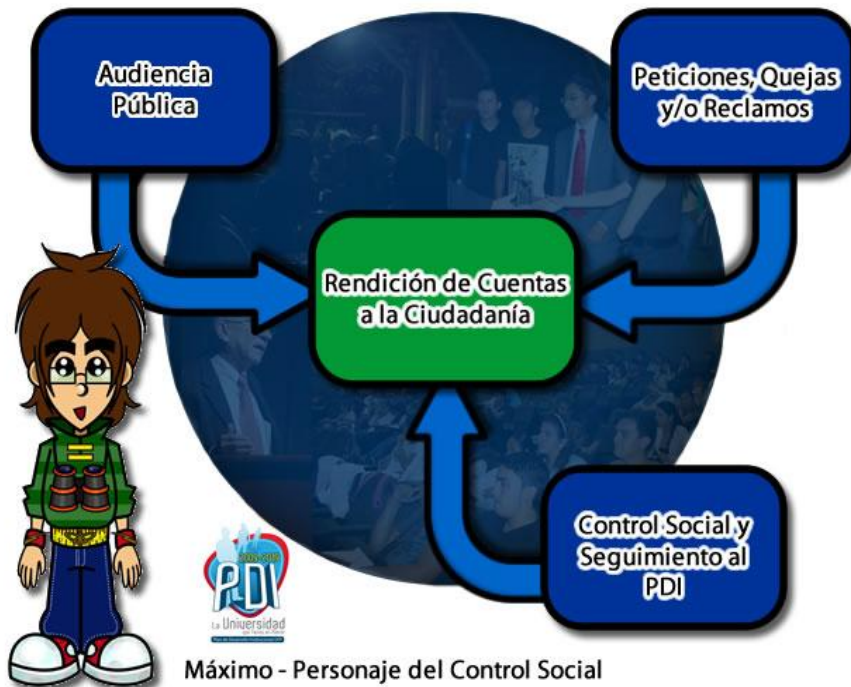 Audiencia
Pública
Peticiones, Quejas
y/o Reclamos
Rendición de Cuentas
a la Ciudadanía
Control Social y
Seguimiento al
PDI
PDI
La Universidad
Máximo - Personaje del Control Social